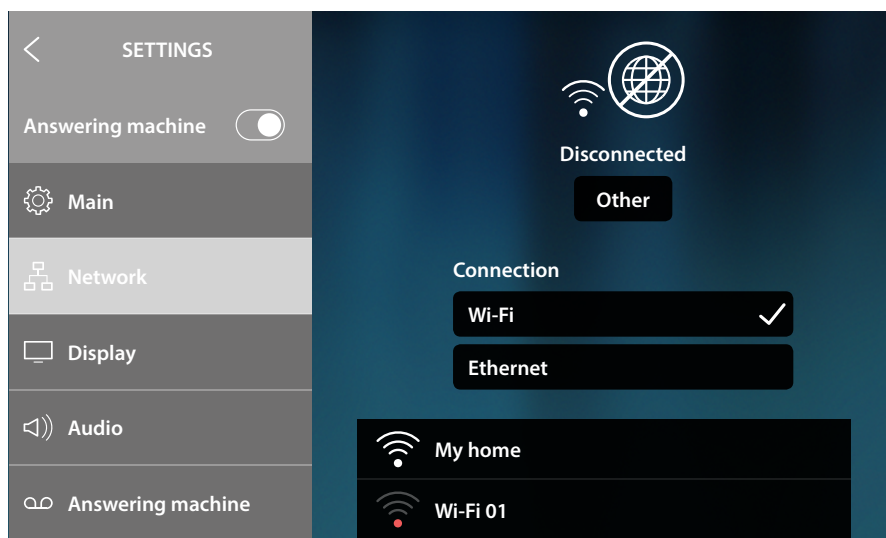 SETTINGS
Answering machine
Main
Network
Display
Audio
Answering machine
Disconnected
Other
Connection
Wi-Fi
Ethernet
My home
Wi-Fi 01